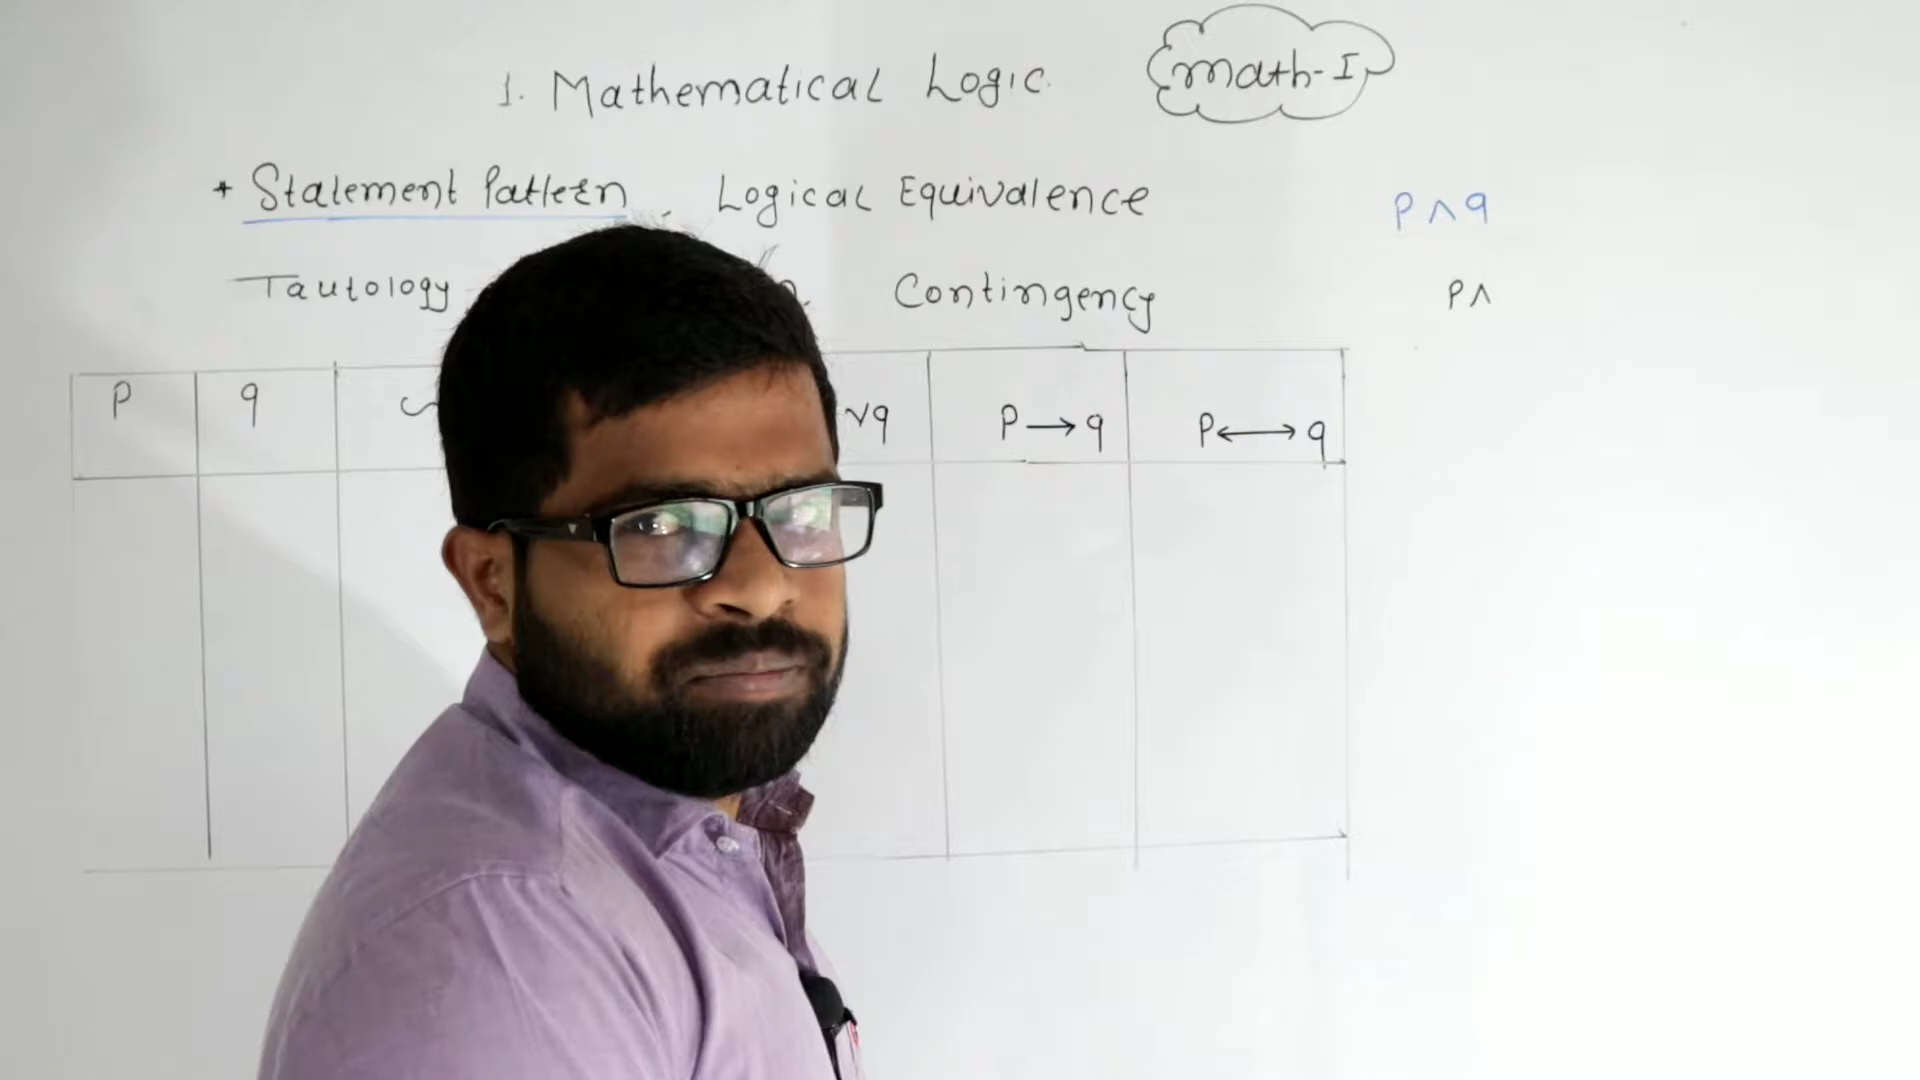 1. Mathematical Logic. Math-I
* Statement Pattern, Logical Equivalence p ∧ q
Tautology Contingency p ∧
p q ~ ∨q p → q p ↔ q